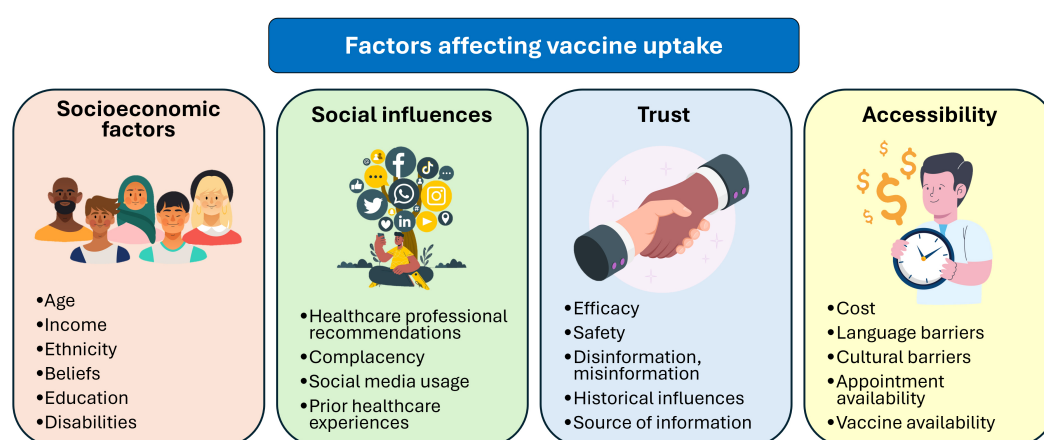 Factors affecting vaccine uptake
Socioeconomic
factors
•Age
•Income
•Ethnicity
•Beliefs
•Education
•Disabilities
Social influences
•Healthcare professional
recommendations
•Complacency
•Social media usage
•Prior healthcare
experiences
Trust
•Efficacy
•Safety
•Disinformation,
misinformation
•Historical influences
•Source of information
Accessibility
•Cost
•Language barriers
•Cultural barriers
•Appointment
availability
•Vaccine availability